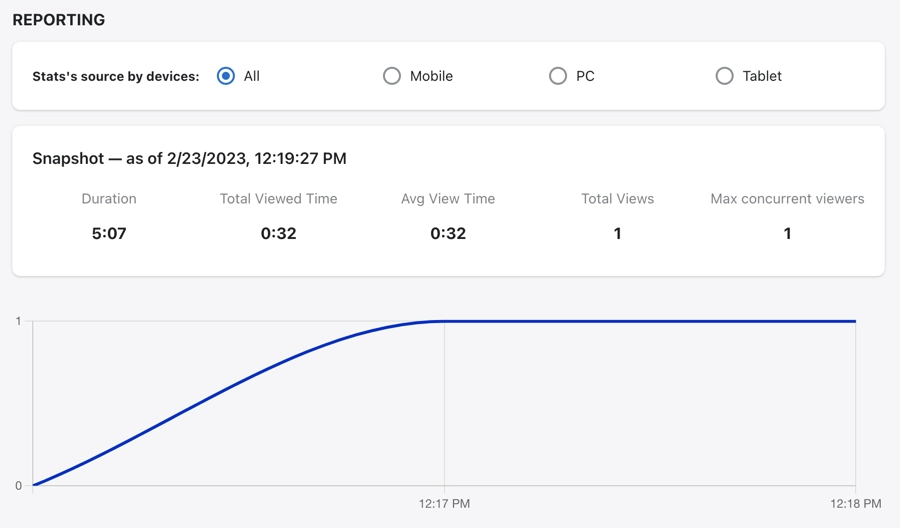 REPORTING
Stats's source by devices: All Mobile PC Tablet
Snapshot — as of 2/23/2023, 12:19:27 PM
Duration Total Viewed Time Avg View Time Total Views Max concurrent viewers
5:07 0:32 0:32 1 1
1
0
12:17 PM 12:18 PM